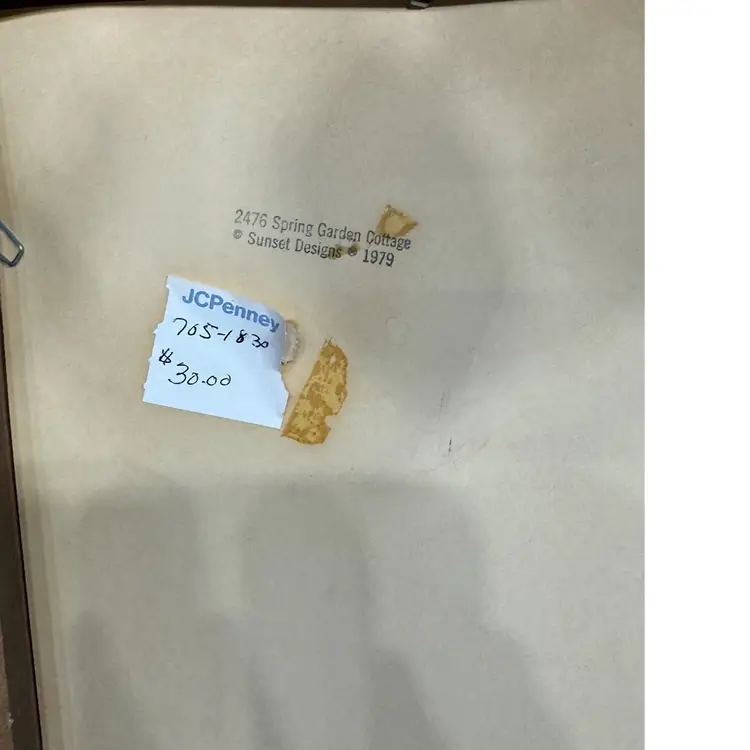 2476 Spring Garden Cottage
© Sunset Designs ® 1979
JCPenney
705-1830
$30.00